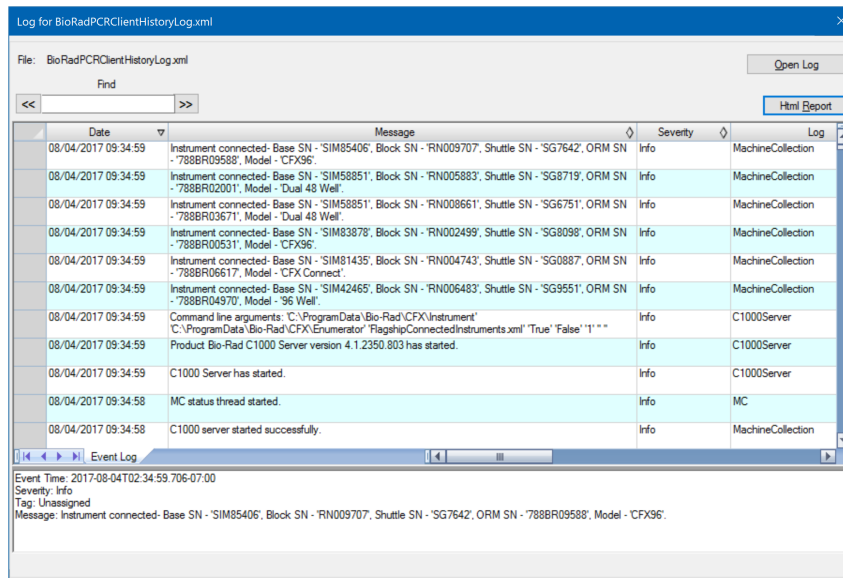 Log for BioRadPCRClientHistoryLog.xml
File: BioRadPCRClientHistoryLog.xml
Open Log
Find
<< >>
Html Report
Date Message Severity Log
08/04/2017 09:34:59 Instrument connected- Base SN - 'SIM85406', Block SN - 'RN009707', Shuttle SN - 'SG7642', ORM SN Info MachineCollection
- '788BR09588', Model - 'CFX96'.
08/04/2017 09:34:59 Instrument connected- Base SN - 'SIM58851', Block SN - 'RN005883', Shuttle SN - 'SG8719', ORM SN Info MachineCollection
- '788BR02001', Model - 'Dual 48 Well'.
08/04/2017 09:34:59 Instrument connected- Base SN - 'SIM58851', Block SN - 'RN008661', Shuttle SN - 'SG6751', ORM SN Info MachineCollection
- '788BR03671', Model - 'Dual 48 Well'.
08/04/2017 09:34:59 Instrument connected- Base SN - 'SIM83878', Block SN - 'RN002499', Shuttle SN - 'SG8098', ORM SN Info MachineCollection
- '788BR00531', Model - 'CFX96'.
08/04/2017 09:34:59 Instrument connected- Base SN - 'SIM81435', Block SN - 'RN004743', Shuttle SN - 'SG0887', ORM SN Info MachineCollection
- '788BR06617', Model - 'CFX Connect'.
08/04/2017 09:34:59 Instrument connected- Base SN - 'SIM42465', Block SN - 'RN006483', Shuttle SN - 'SG9551', ORM SN Info MachineCollection
- '788BR04970', Model - '96 Well'.
08/04/2017 09:34:59 Command line arguments: 'C:\ProgramData\Bio-Rad\CFX\Instrument' Info C1000Server
'C:\ProgramData\Bio-Rad\CFX\Enumerator' 'FlagshipConnectedInstruments.xml' 'True' 'False' '1' '' ''
08/04/2017 09:34:59 Product Bio-Rad C1000 Server version 4.1.2350.803 has started. Info C1000Server
08/04/2017 09:34:59 C1000 Server has started. Info C1000Server
08/04/2017 09:34:58 MC status thread started. Info MC
08/04/2017 09:34:58 C1000 server started successfully. Info MachineCollection
Event Log
Event Time: 2017-08-04T02:34:59.706-07:00
Severity: Info
Tag: Unassigned
Message: Instrument connected- Base SN - 'SIM85406', Block SN - 'RN009707', Shuttle SN - 'SG7642', ORM SN - '788BR09588', Model - 'CFX96'.